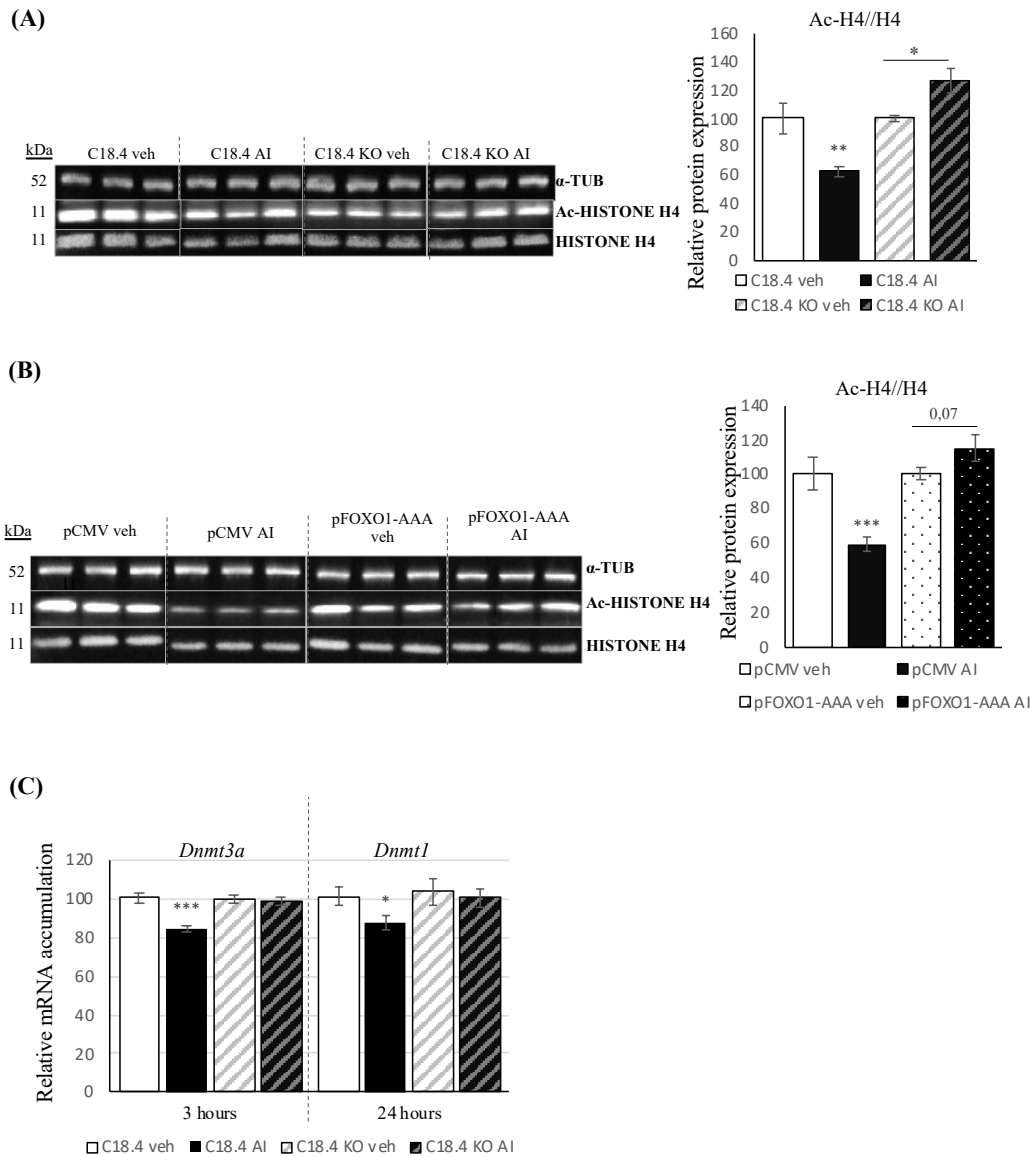 (A)
Ac-H4//H4
Relative protein expression
160
140
120
100
80
60
40
20
0
**
*
kDa
C18.4 veh
C18.4 AI
C18.4 KO veh
C18.4 KO AI
52
α-TUB
11
Ac-HISTONE H4
11
HISTONE H4
C18.4 veh
C18.4 AI
C18.4 KO veh
C18.4 KO AI
(B)
Ac-H4//H4
Relative protein expression
140
120
100
80
60
40
20
0
***
0,07
kDa
pCMV veh
pCMV AI
pFOXO1-AAA
veh
pFOXO1-AAA
AI
52
α-TUB
11
11
Ac-HISTONE H4
11
HISTONE H4
pCMV veh
pCMV AI
pFOXO1-AAA veh
pFOXO1-AAA AI
(C)
Relative mRNA accumulation
Dnmt3a
Dnmt1
120
100
80
60
40
20
0
***
*
3 hours
24 hours
C18.4 veh
C18.4 AI
C18.4 KO veh
C18.4 KO AI